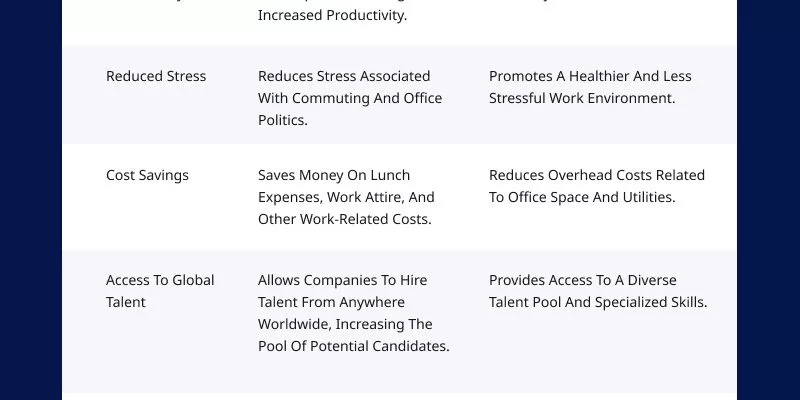 Increased Productivity.
Reduced Stress
Reduces Stress Associated
With Commuting And Office
Politics.
Promotes A Healthier And Less
Stressful Work Environment.
Cost Savings
Saves Money On Lunch
Expenses, Work Attire, And
Other Work-Related Costs.
Reduces Overhead Costs Related
To Office Space And Utilities.
Access To Global
Talent
Allows Companies To Hire
Talent From Anywhere
Worldwide, Increasing The
Pool Of Potential Candidates.
Provides Access To A Diverse
Talent Pool And Specialized Skills.